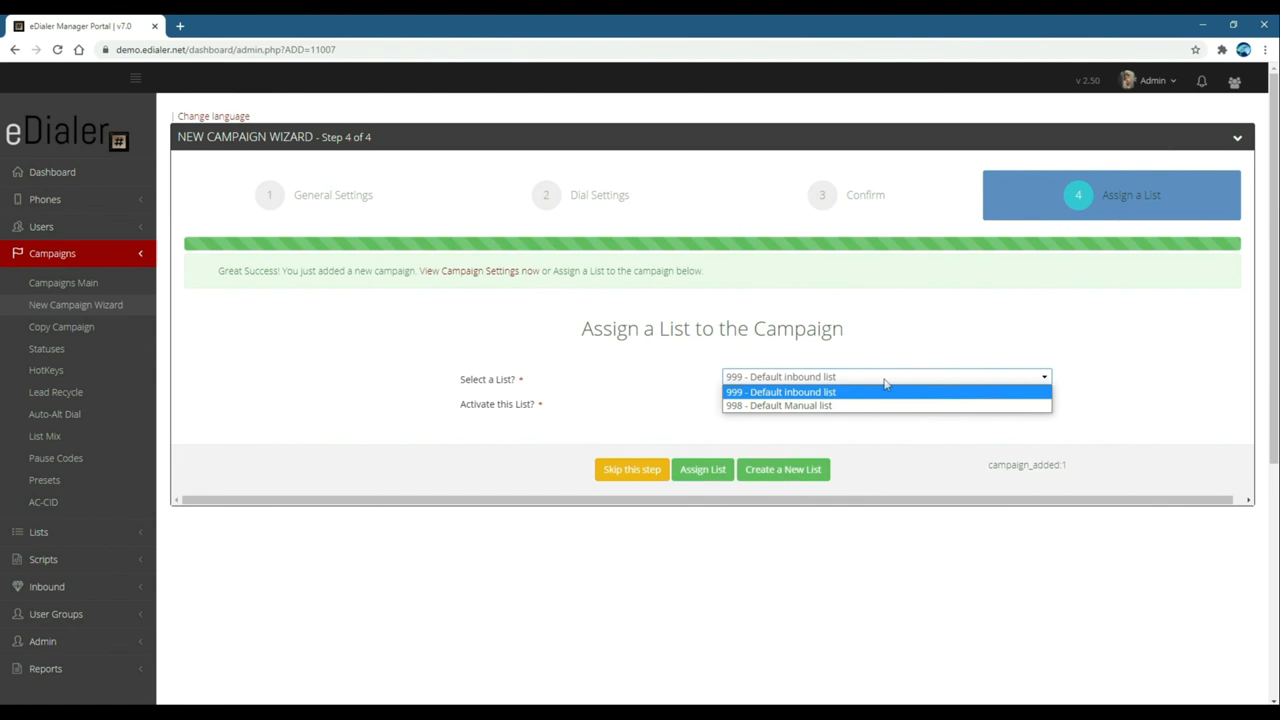 eDialer Manager Portal | v7.0
demo.edialer.net/dashboard/admin.php?ADD=11007
v 2.50
Admin
eDialer #
Dashboard
Phones
Users
Campaigns
Campaigns Main
New Campaign Wizard
Copy Campaign
Statuses
HotKeys
Lead Recycle
Auto-Alt Dial
List Mix
Pause Codes
Presets
AC-CID
Lists
Scripts
Inbound
User Groups
Admin
Reports
| Change language
NEW CAMPAIGN WIZARD - Step 4 of 4
1 General Settings
2 Dial Settings
3 Confirm
4 Assign a List
Great Success! You just added a new campaign. View Campaign Settings now or Assign a List to the campaign below.
Assign a List to the Campaign
Select a List? *
999 - Default inbound list
999 - Default inbound list
998 - Default Manual list
Activate this List? *
Skip this step
Assign List
Create a New List
campaign_added:1